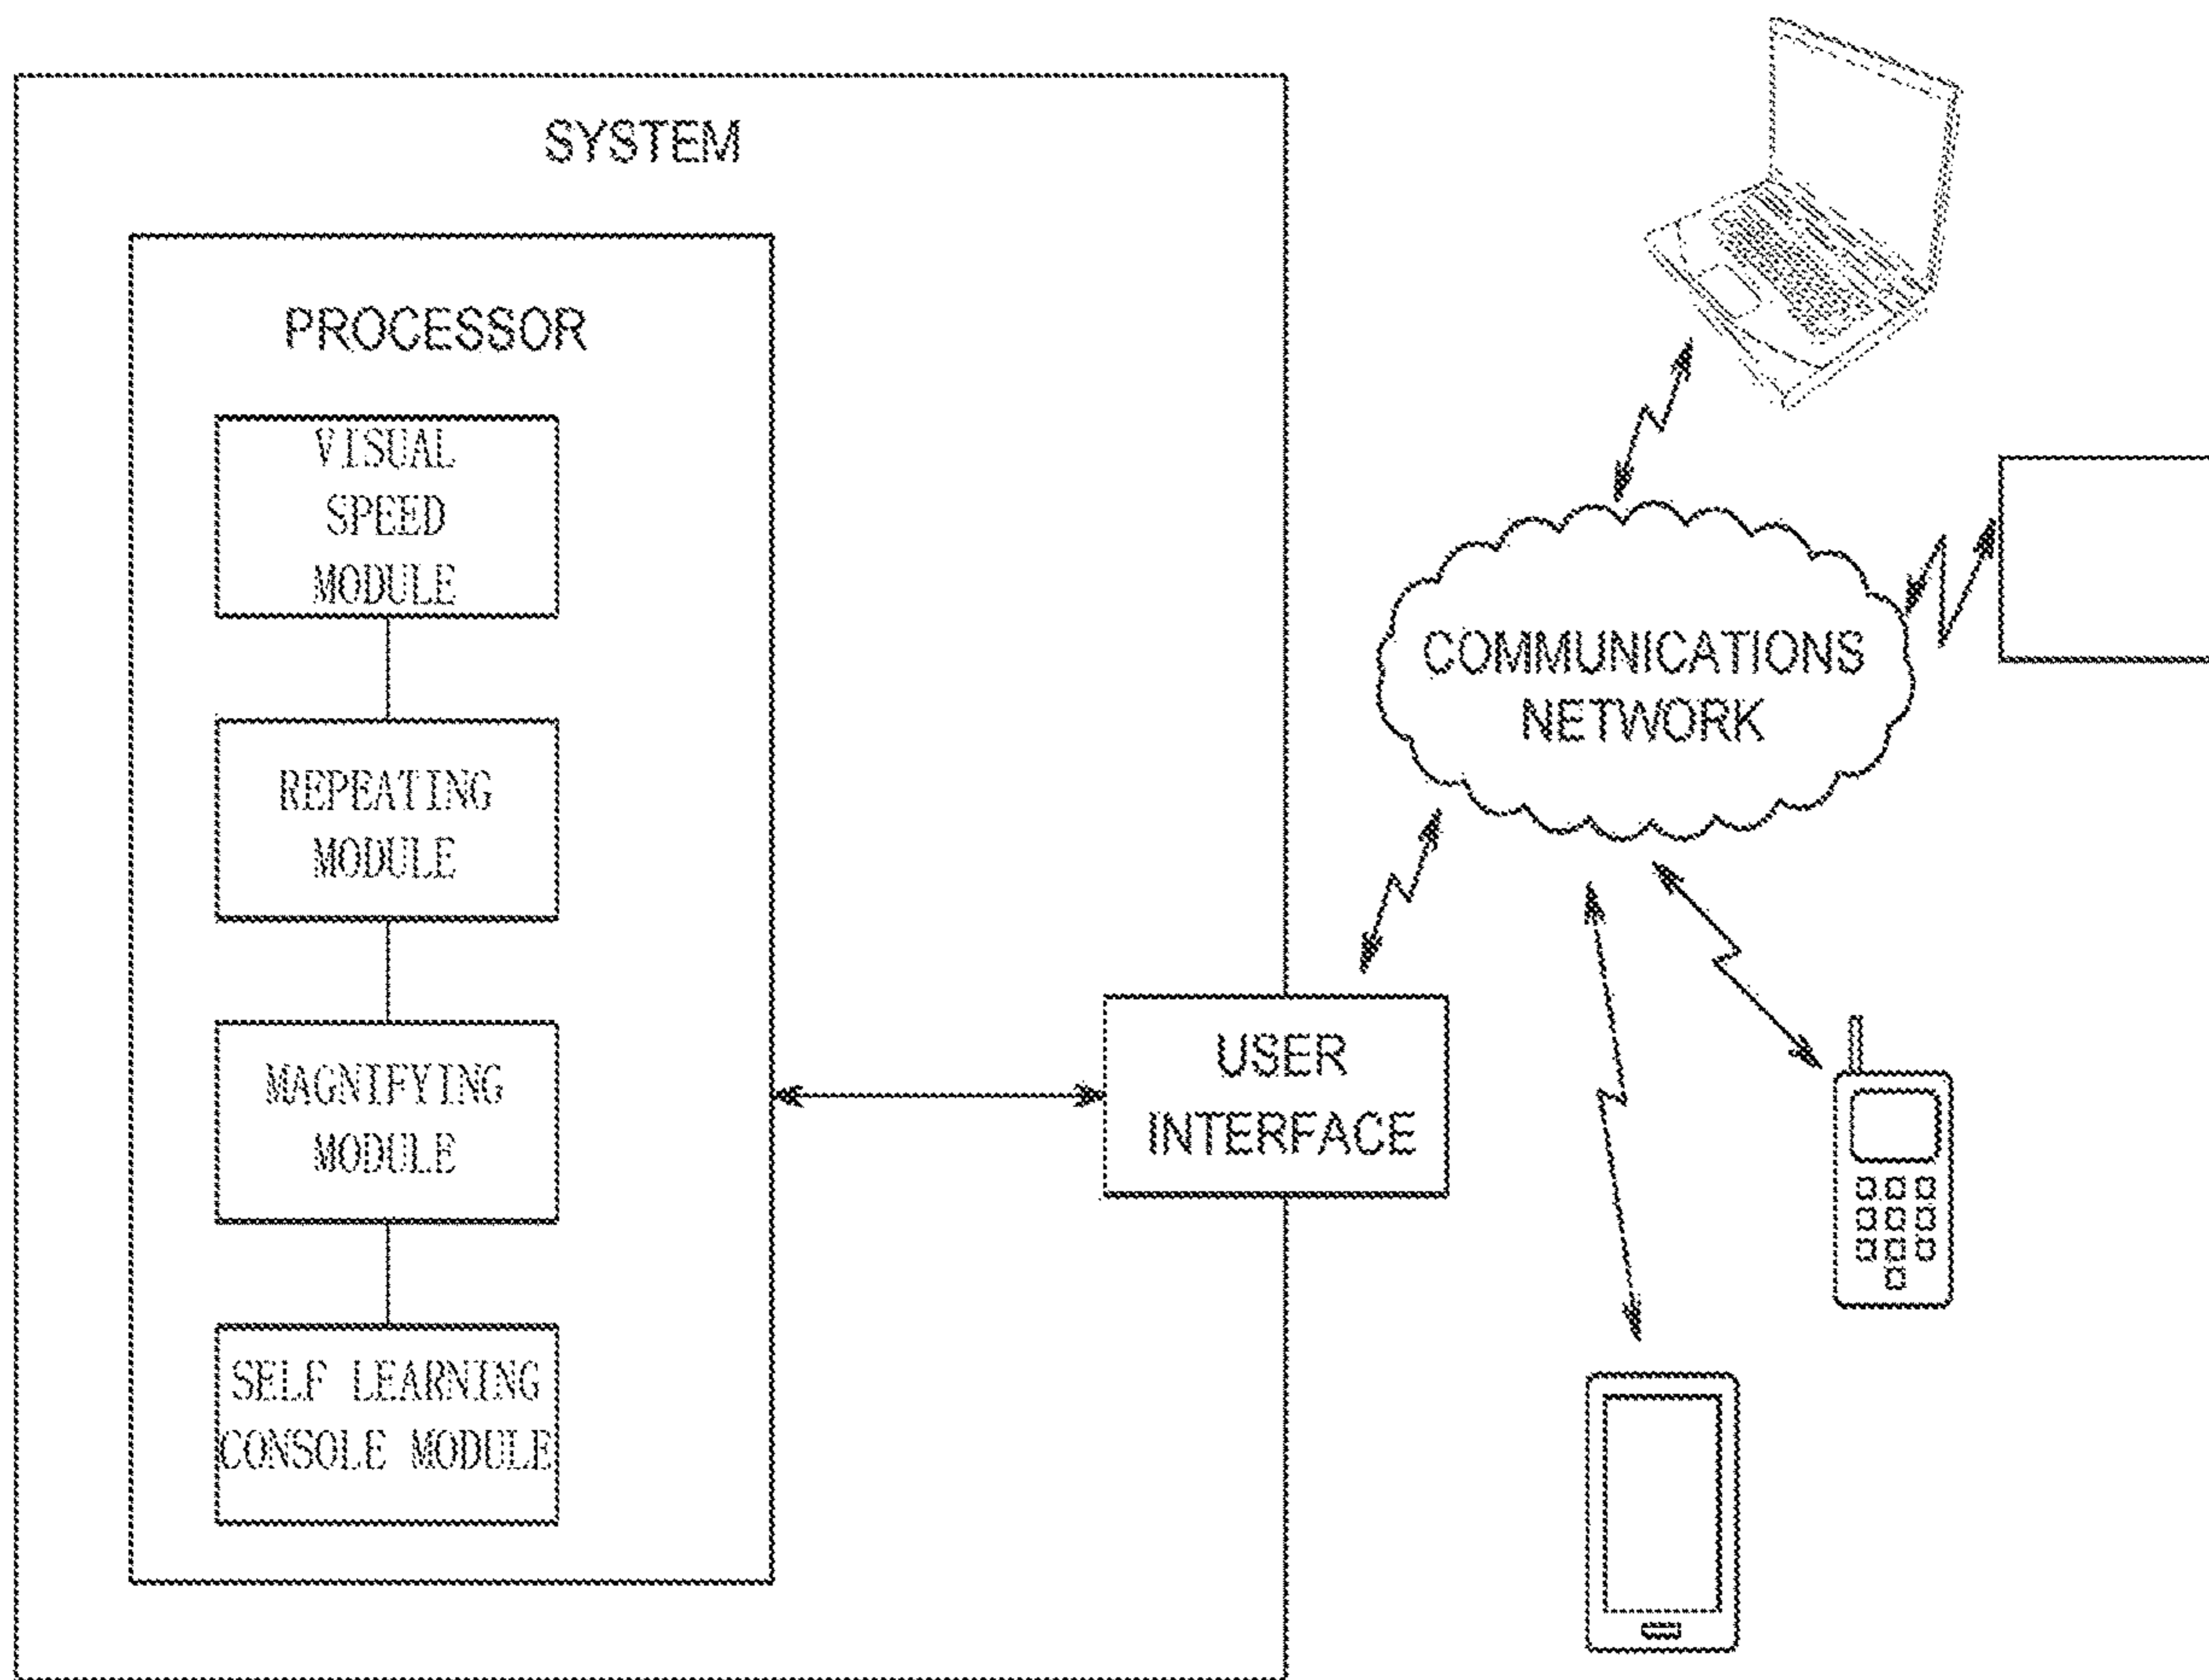 SYSTEM
PROCESSOR
VISUAL
SPEED
MODULE
REPEATING
MODULE
MAGNIFYING
MODULE
SELF LEARNING
CONSOLE MODULE
USER
INTERFACE
COMMUNICATIONS
NETWORK